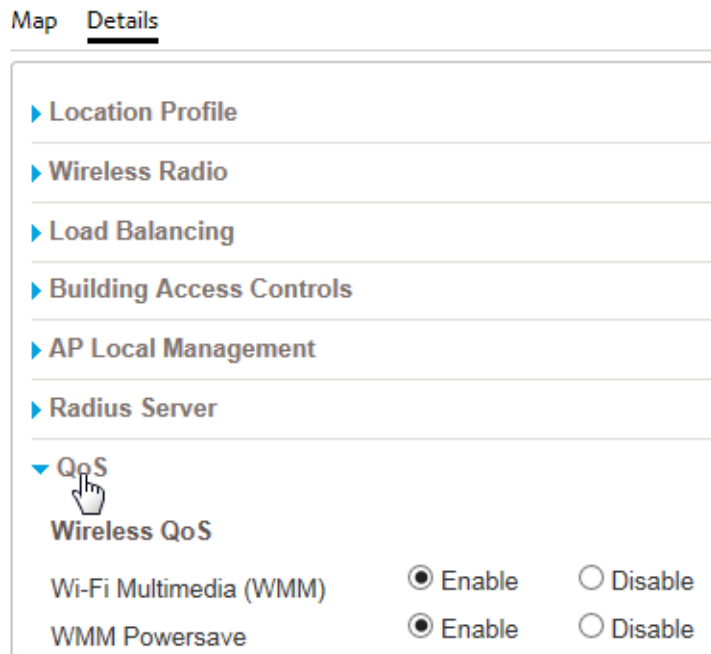 Map Details
Location Profile
Wireless Radio
Load Balancing
Building Access Controls
AP Local Management
Radius Server
QoS
Wireless QoS
Wi-Fi Multimedia (WMM) Enable Disable
WMM Powersave Enable Disable